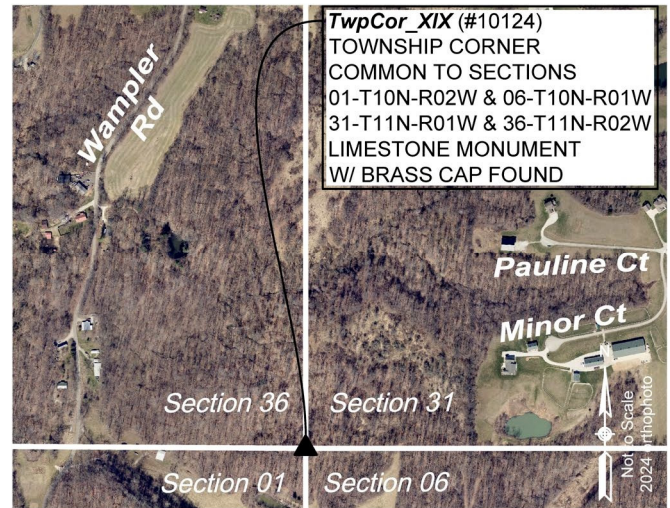 TwpCor_XIX (#10124)
TOWNSHIP CORNER
COMMON TO SECTIONS
01-T10N-R02W & 06-T10N-R01W
31-T11N-R01W & 36-T11N-R02W
LIMESTONE MONUMENT
W/ BRASS CAP FOUND
Wampler
Rd
Pauline Ct
Minor Ct
Section 36
Section 31
Section 01
Section 06
Not to Scale
2024 orthophoto